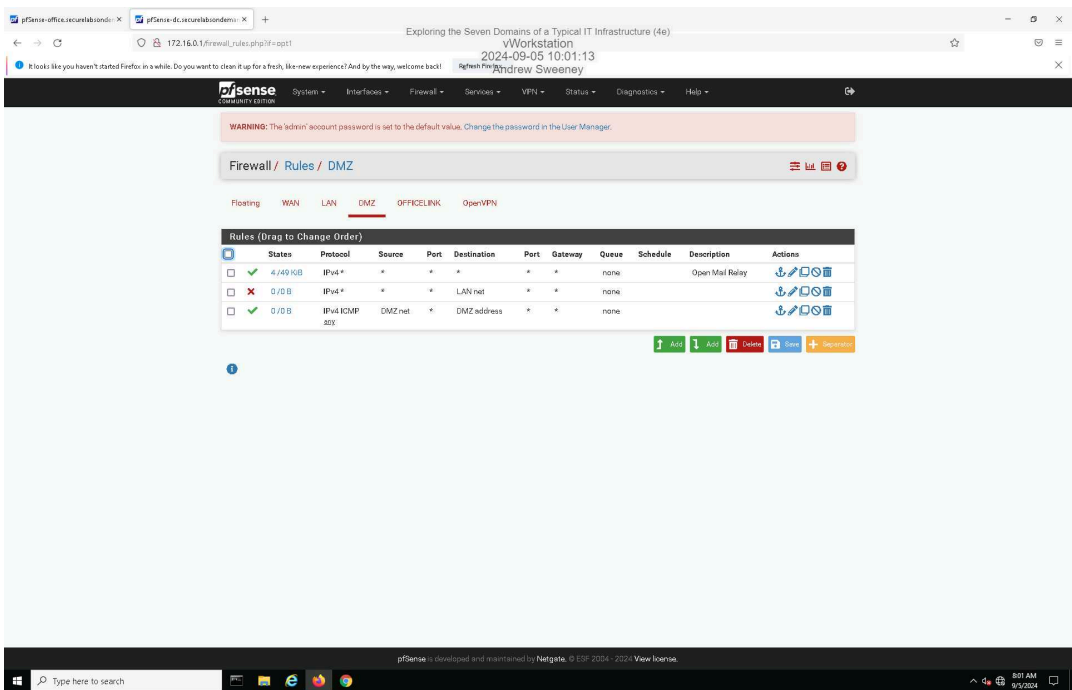 pfSense-office.securelabsondem
pfSense-dc.securelabsondeman
Exploring the Seven Domains of a Typical IT Infrastructure (4e)
172.16.0.1/firewall_rules.php?if=opt1
vWorkstation
2024-09-05 10:01:13
It looks like you haven't started Firefox in a while. Do you want to clean it up for a fresh, like-new experience? And by the way, welcome back!
Refresh Firefox
Andrew Sweeney
pfsense
COMMUNITY EDITION
System Interfaces Firewall Services VPN Status Diagnostics Help
WARNING: The 'admin' account password is set to the default value. Change the password in the User Manager.
Firewall / Rules / DMZ
Floating WAN LAN DMZ OFFICELINK OpenVPN
Rules (Drag to Change Order)
States Protocol Source Port Destination Port Gateway Queue Schedule Description Actions
4 /49 KiB IPv4 * * * * * * none Open Mail Relay
0 /0 B IPv4 * * * LAN net * * none
0 /0 B IPv4 ICMP DMZ net * DMZ address * * none
any
Add Add Delete Save Separator
pfSense is developed and maintained by Netgate. © ESF 2004 - 2024 View license.
Type here to search
8:01 AM
9/5/2024